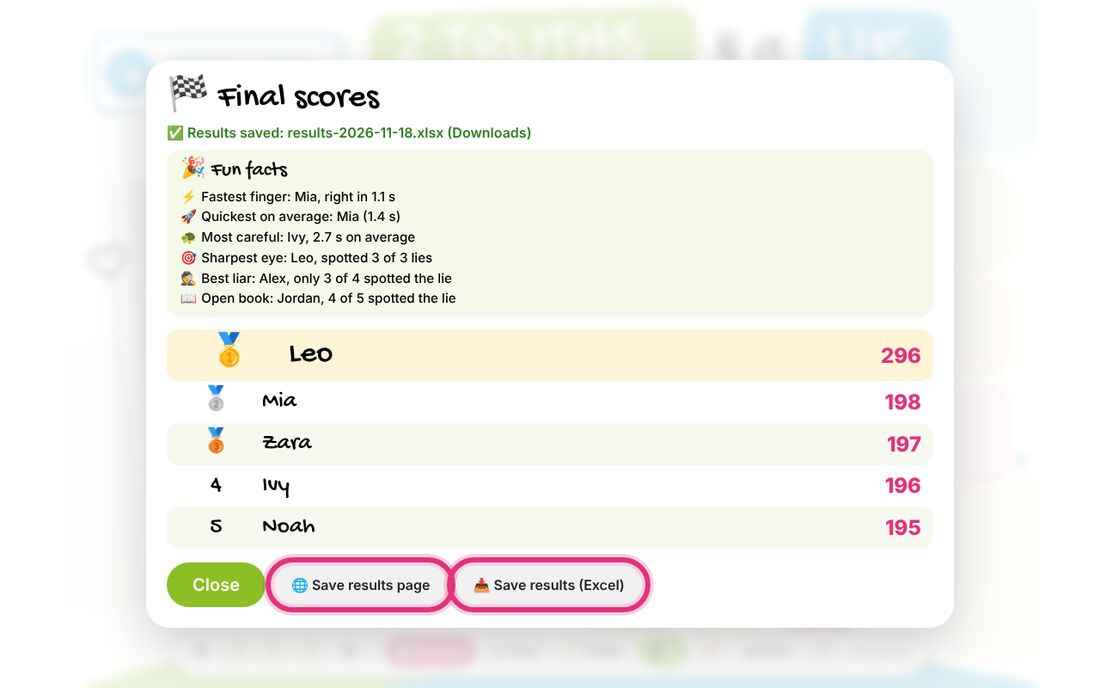 Final scores
✅ Results saved: results-2026-11-18.xlsx (Downloads)
🎉 Fun facts
⚡ Fastest finger: Mia, right in 1.1 s
🚀 Quickest on average: Mia (1.4 s)
🐢 Most careful: Ivy, 2.7 s on average
🎯 Sharpest eye: Leo, spotted 3 of 3 lies
🕵️ Best liar: Alex, only 3 of 4 spotted the lie
📖 Open book: Jordan, 4 of 5 spotted the lie
🥇 Leo 296
🥈 Mia 198
🥉 Zara 197
4 Ivy 196
5 Noah 195
Close 🌐 Save results page 📥 Save results (Excel)